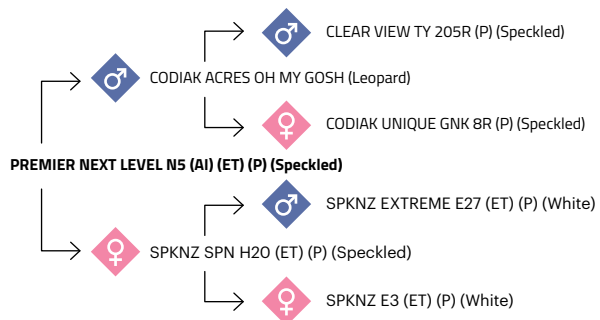 CLEAR VIEW TY 205R (P) (Speckled)
CODIAK ACRES OH MY GOSH (Leopard)
CODIAK UNIQUE GNK 8R (P) (Speckled)
PREMIER NEXT LEVEL N5 (AI) (ET) (P) (Speckled)
SPKNZ EXTREME E27 (ET) (P) (White)
SPKNZ SPN H2O (ET) (P) (Speckled)
SPKNZ E3 (ET) (P) (White)